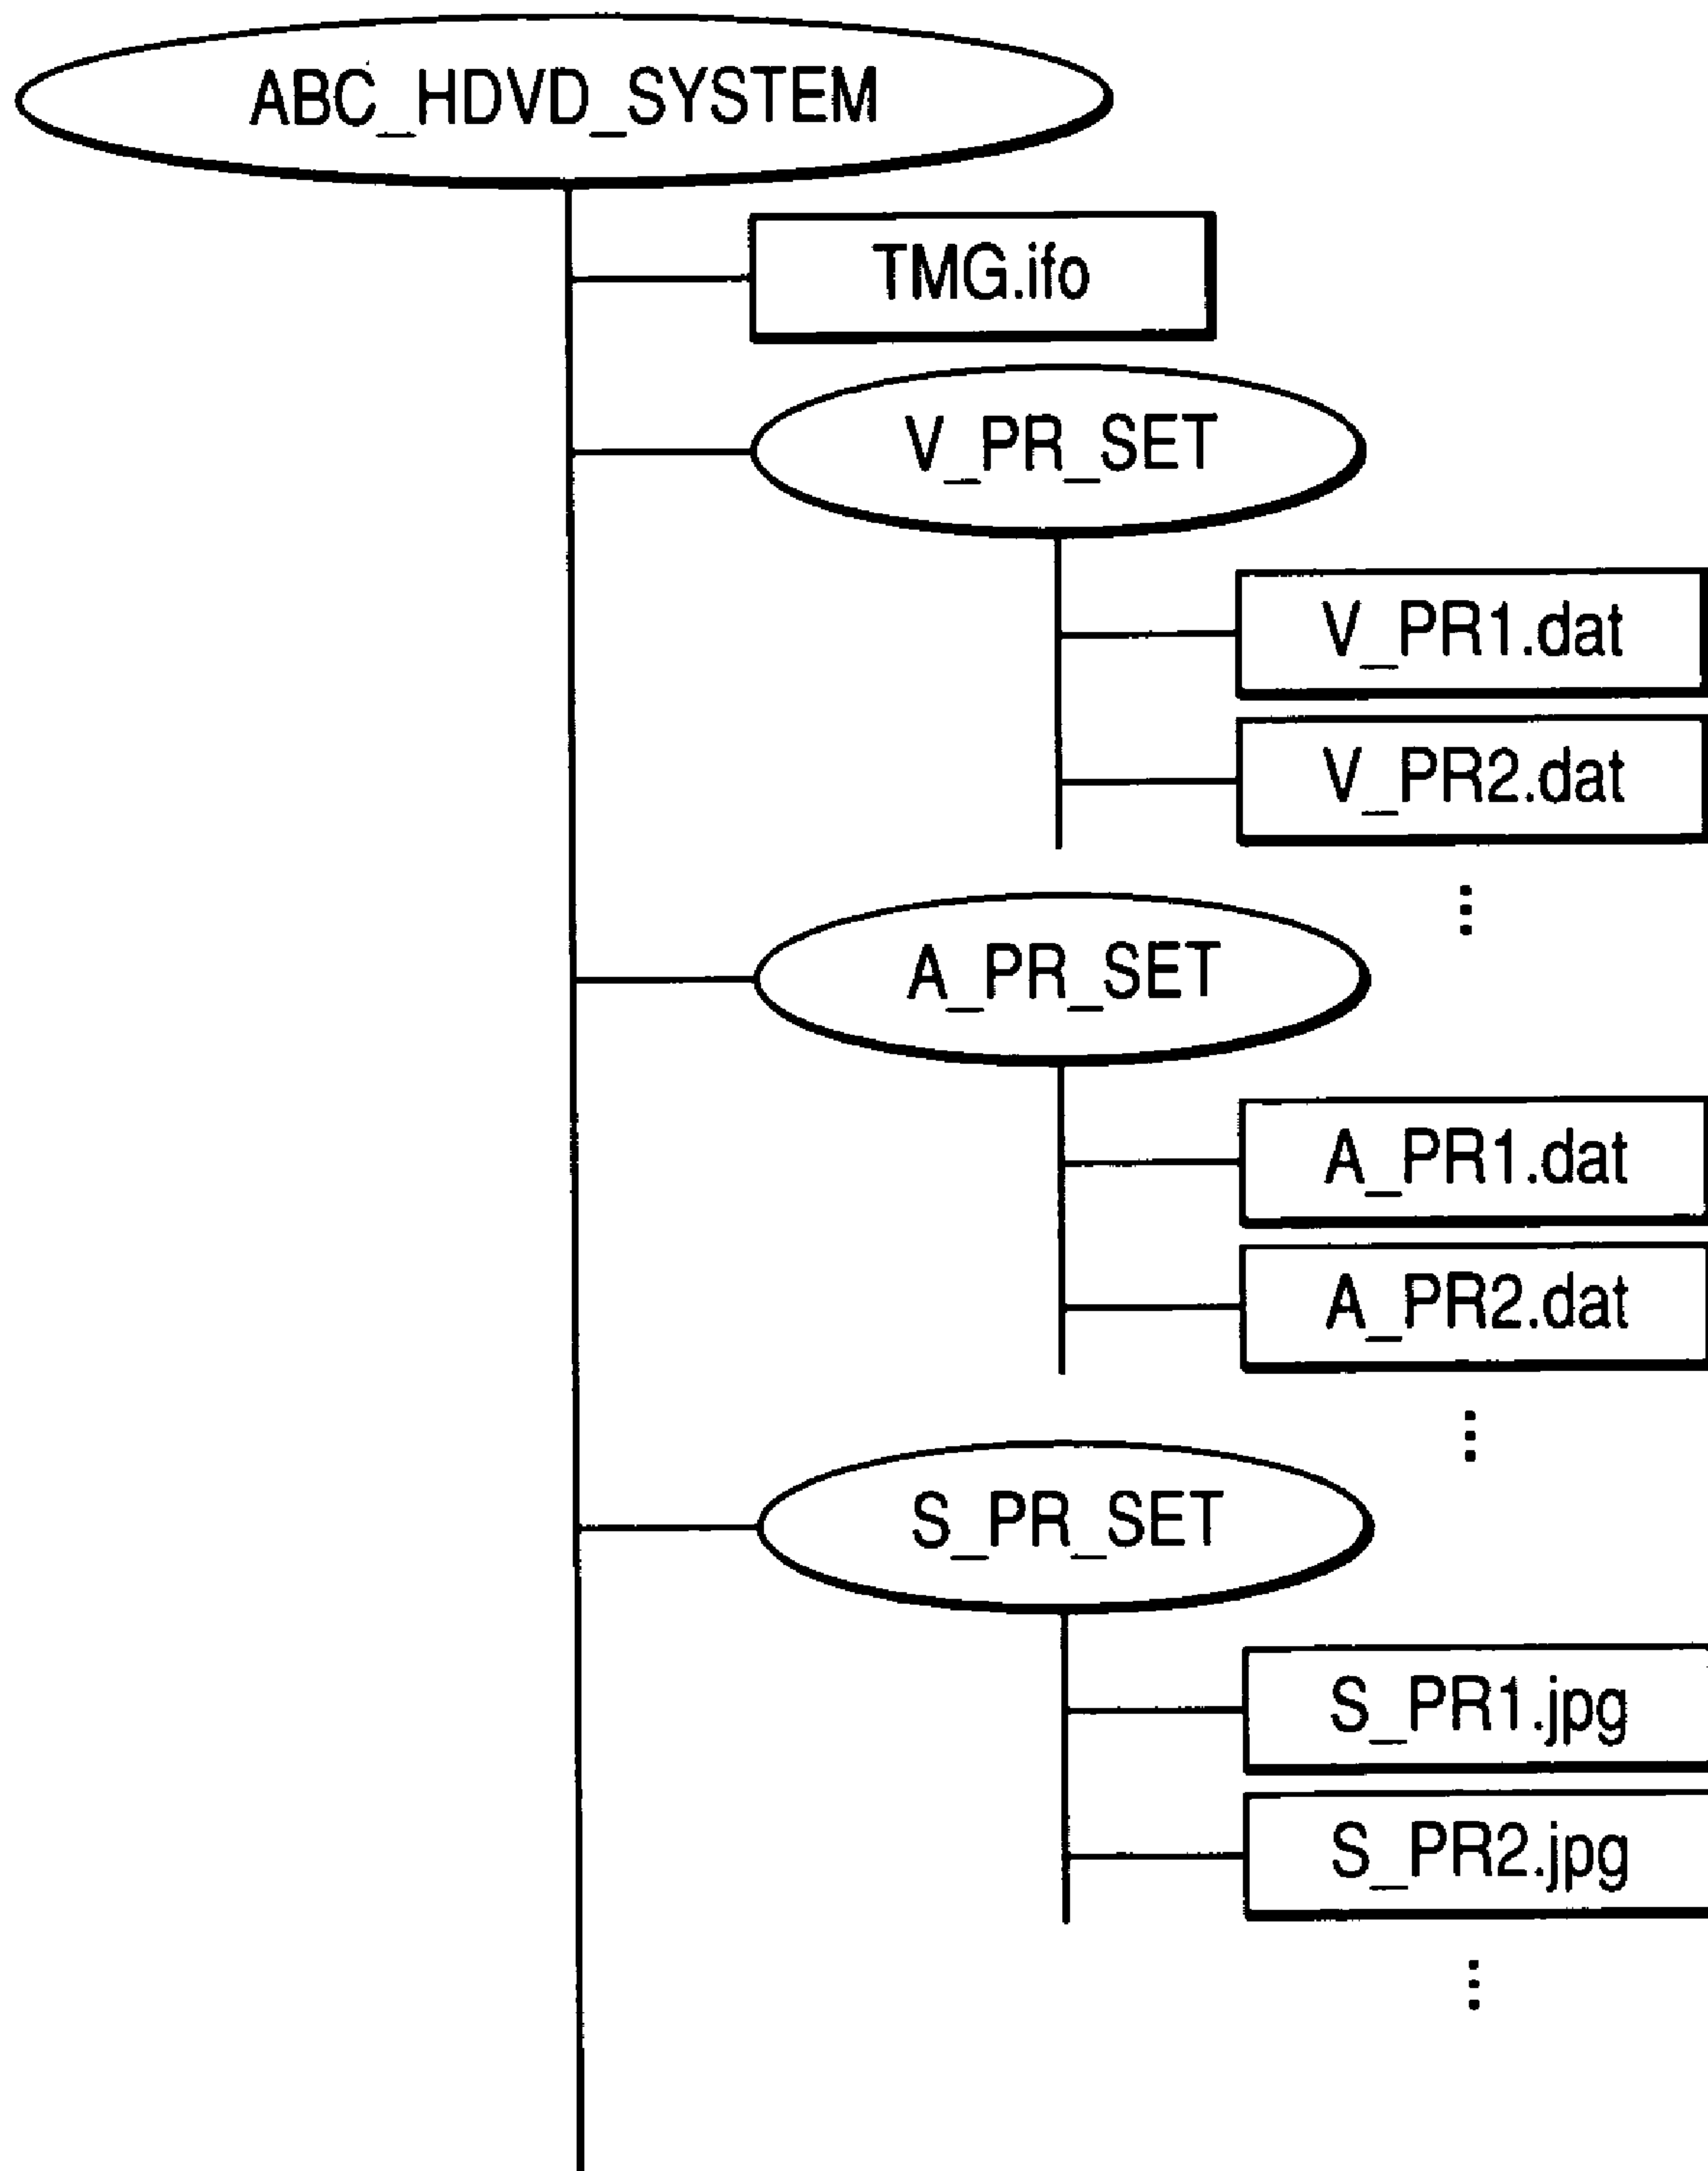 ABC_HDVD_SYSTEM
TMG.ifo
V_PR_SET
V_PR1.dat
V_PR2.dat
A_PR_SET
A_PR1.dat
A_PR2.dat
S_PR_SET
S_PR1.jpg
S_PR2.jpg